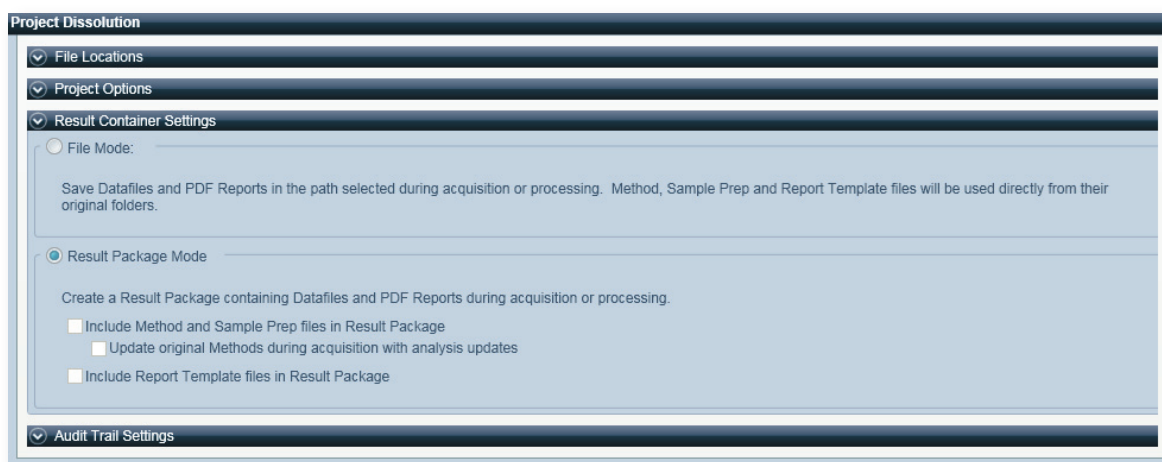 Project Dissolution
File Locations
Project Options
Result Container Settings
File Mode:
Save Datafiles and PDF Reports in the path selected during acquisition or processing.  Method, Sample Prep and Report Template files will be used directly from their
original folders.
Result Package Mode
Create a Result Package containing Datafiles and PDF Reports during acquisition or processing.
Include Method and Sample Prep files in Result Package
Update original Methods during acquisition with analysis updates
Include Report Template files in Result Package
Audit Trail Settings